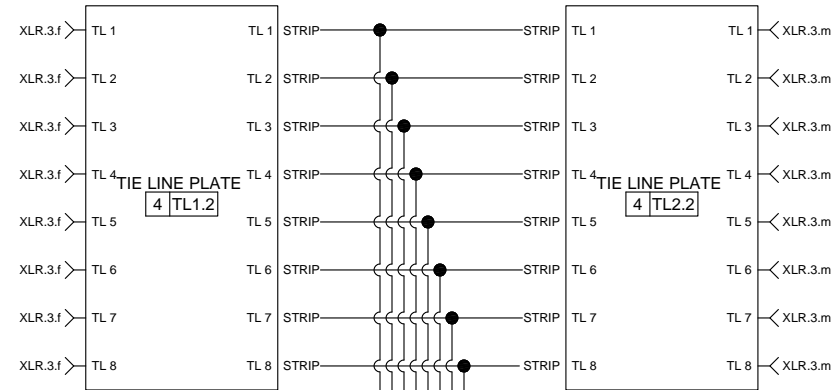 XLR.3.f TL 1 TL 1 STRIP STRIP TL 1 TL 1 XLR.3.m
XLR.3.f TL 2 TL 2 STRIP STRIP TL 2 TL 2 XLR.3.m
XLR.3.f TL 3 TL 3 STRIP STRIP TL 3 TL 3 XLR.3.m
XLR.3.f TL 4 TL 4 STRIP STRIP TL 4 TL 4 XLR.3.m
TIE LINE PLATE TIE LINE PLATE
4 TL1.2 4 TL2.2
XLR.3.f TL 5 TL 5 STRIP STRIP TL 5 TL 5 XLR.3.m
XLR.3.f TL 6 TL 6 STRIP STRIP TL 6 TL 6 XLR.3.m
XLR.3.f TL 7 TL 7 STRIP STRIP TL 7 TL 7 XLR.3.m
XLR.3.f TL 8 TL 8 STRIP STRIP TL 8 TL 8 XLR.3.m